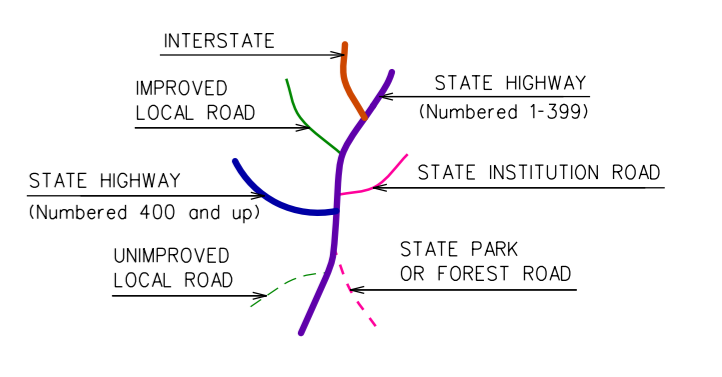 INTERSTATE
IMPROVED
LOCAL ROAD
STATE HIGHWAY
(Numbered 1-399)
STATE INSTITUTION ROAD
STATE HIGHWAY
(Numbered 400 and up)
UNIMPROVED
LOCAL ROAD
STATE PARK
OR FOREST ROAD